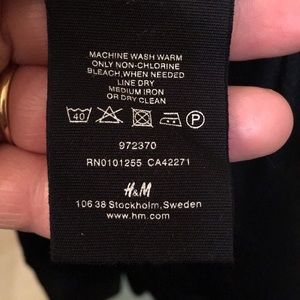 MACHINE WASH WARM
ONLY NON-CHLORINE
BLEACH,WHEN NEEDED
LINE DRY
MEDIUM IRON
OR DRY CLEAN
40 P
972370
RN0101255 CA42271
H&M
106 38 Stockholm,Sweden
www.hm.com